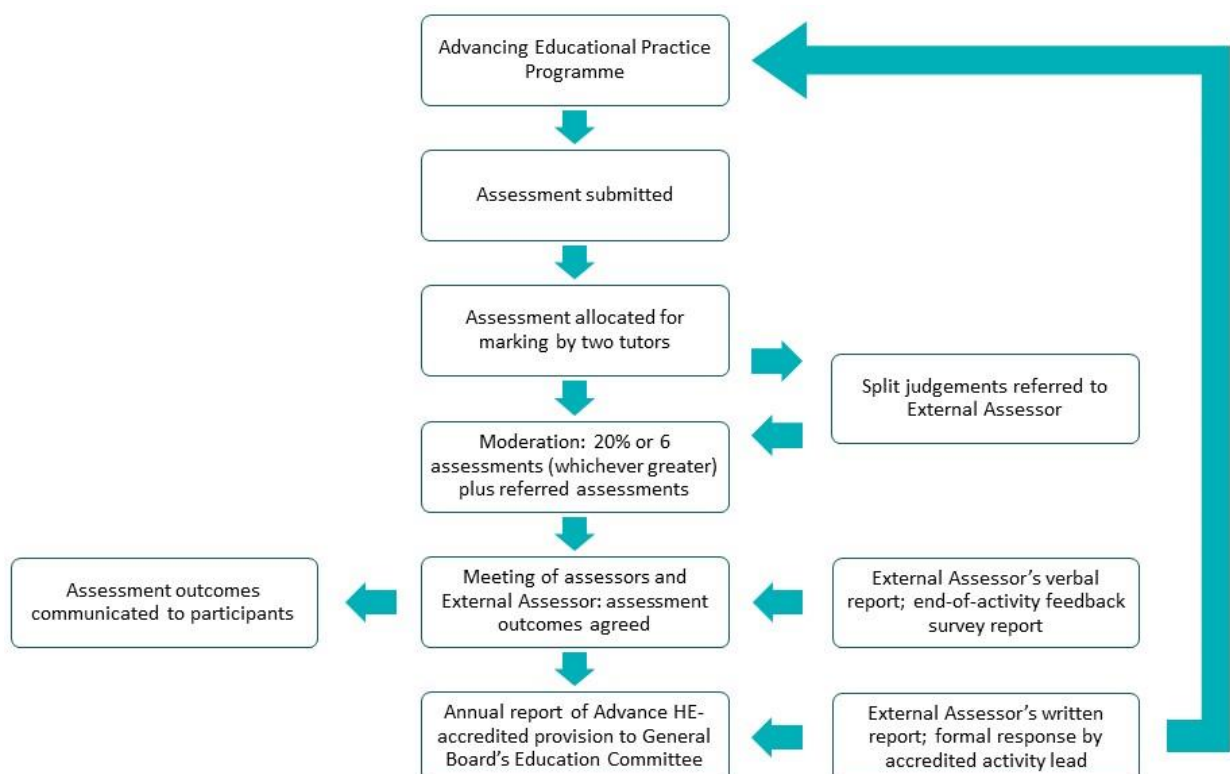 Advancing Educational Practice
Programme
Assessment submitted
Assessment allocated for
marking by two tutors
Split judgements referred to
External Assessor
Moderation: 20% or 6
assessments (whichever greater)
plus referred assessments
Assessment outcomes
communicated to participants
Meeting of assessors and
External Assessor: assessment
outcomes agreed
External Assessor's verbal
report; end-of-activity feedback
survey report
Annual report of Advance HE-
accredited provision to General
Board's Education Committee
External Assessor's written
report; formal response by
accredited activity lead